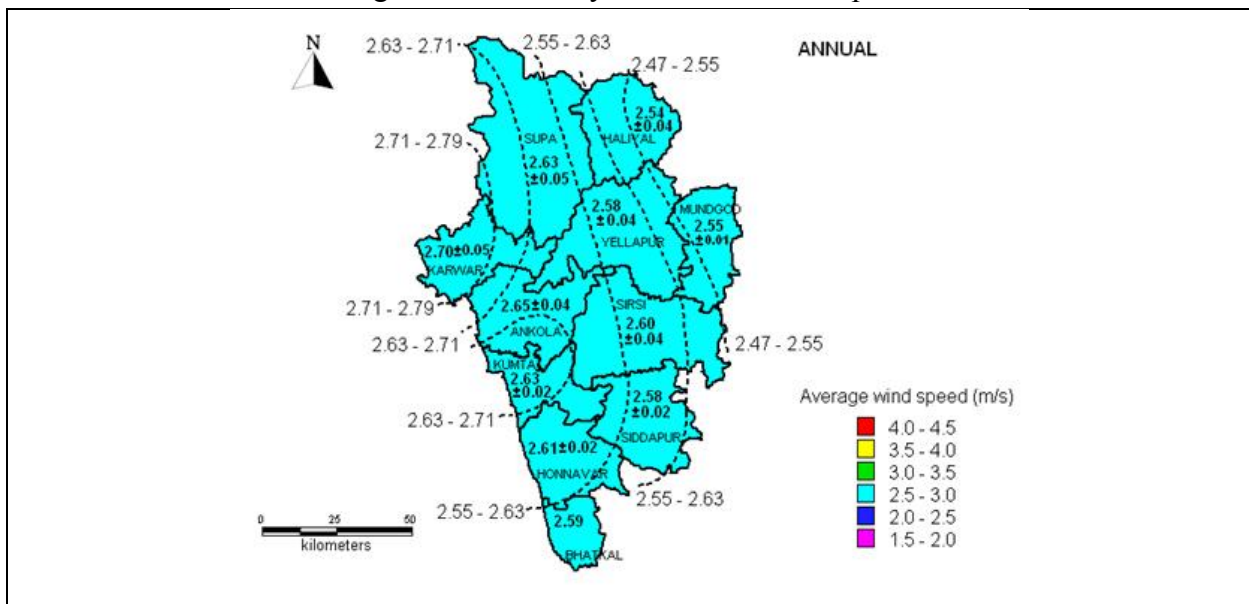 N
2.63 - 2.71
2.55 - 2.63
ANNUAL
2.47 - 2.55
2.54
±0.04
HALIYAL
SUPA
2.63
±0.05
2.71 - 2.79
2.58
±0.04
YELLAPUR
MUNDGOD
2.55
±0.01
2.70±0.05
KARWAR
2.71 - 2.79
2.65±0.04
ANKOLA
SIRSI
2.60
±0.04
2.63 - 2.71
2.47 - 2.55
KUMTA
2.63
±0.02
2.63 - 2.71
2.58
±0.02
SIDDAPUR
2.61±0.02
HONNAVAR
2.55 - 2.63
2.55 - 2.63
2.59
BHATKAL
0 25 50
kilometers
Average wind speed (m/s)
4.0 - 4.5
3.5 - 4.0
3.0 - 3.5
2.5 - 3.0
2.0 - 2.5
1.5 - 2.0